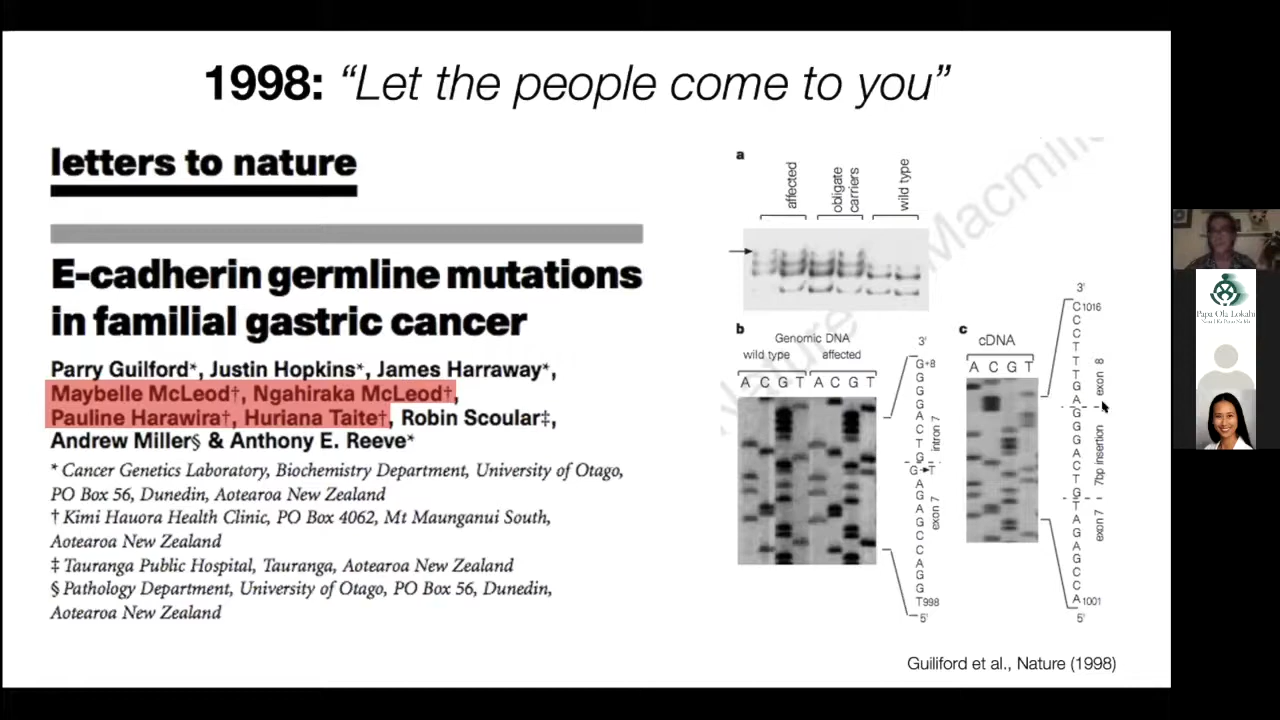 1998: “Let the people come to you”
letters to nature
E-cadherin germline mutations
in familial gastric cancer
Parry Guilford*, Justin Hopkins*, James Harraway*,
Maybelle McLeod†, Ngahiraka McLeod†,
Pauline Harawira†, Huriana Taite†, Robin Scoular‡,
Andrew Miller§ & Anthony E. Reeve*
* Cancer Genetics Laboratory, Biochemistry Department, University of Otago,
PO Box 56, Dunedin, Aotearoa New Zealand
† Kimi Hauora Health Clinic, PO Box 4062, Mt Maunganui South,
Aotearoa New Zealand
‡ Tauranga Public Hospital, Tauranga, Aotearoa New Zealand
§ Pathology Department, University of Otago, PO Box 56, Dunedin,
Aotearoa New Zealand
a
affected
obligate
carriers
wild type
b
Genomic DNA
wild type affected
A C G T A C G T
3'
G+8
G
G
G
A
C
T
G
G→T
A
G
A
G
C
C
A
G
G
T998
5'
intron 7
exon 7
c
cDNA
A C G T
3'
C1016
C
C
T
T
T
G
A
G
G
G
A
C
T
G
T
A
G
A
G
C
C
A1001
5'
exon 8
7bp insertion
exon 7
Nature Macmill
Guiliford et al., Nature (1998)
Papa Ola Lokahi